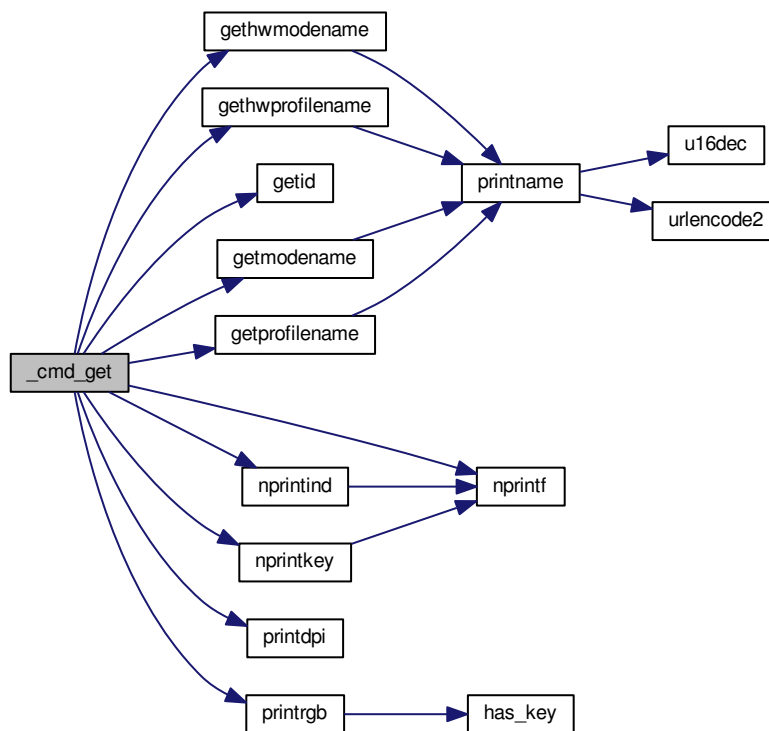 gethwmodename
gethwprofilename
getid
getmodename
getprofilename
_cmd_get
nprintind
nprintkey
printdpi
printrgb
printname
nprintf
has_key
u16dec
urlencode2